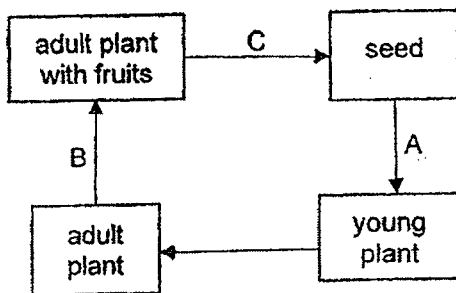 adult plant
with fruits
C
seed
B
A
adult
plant
young
plant